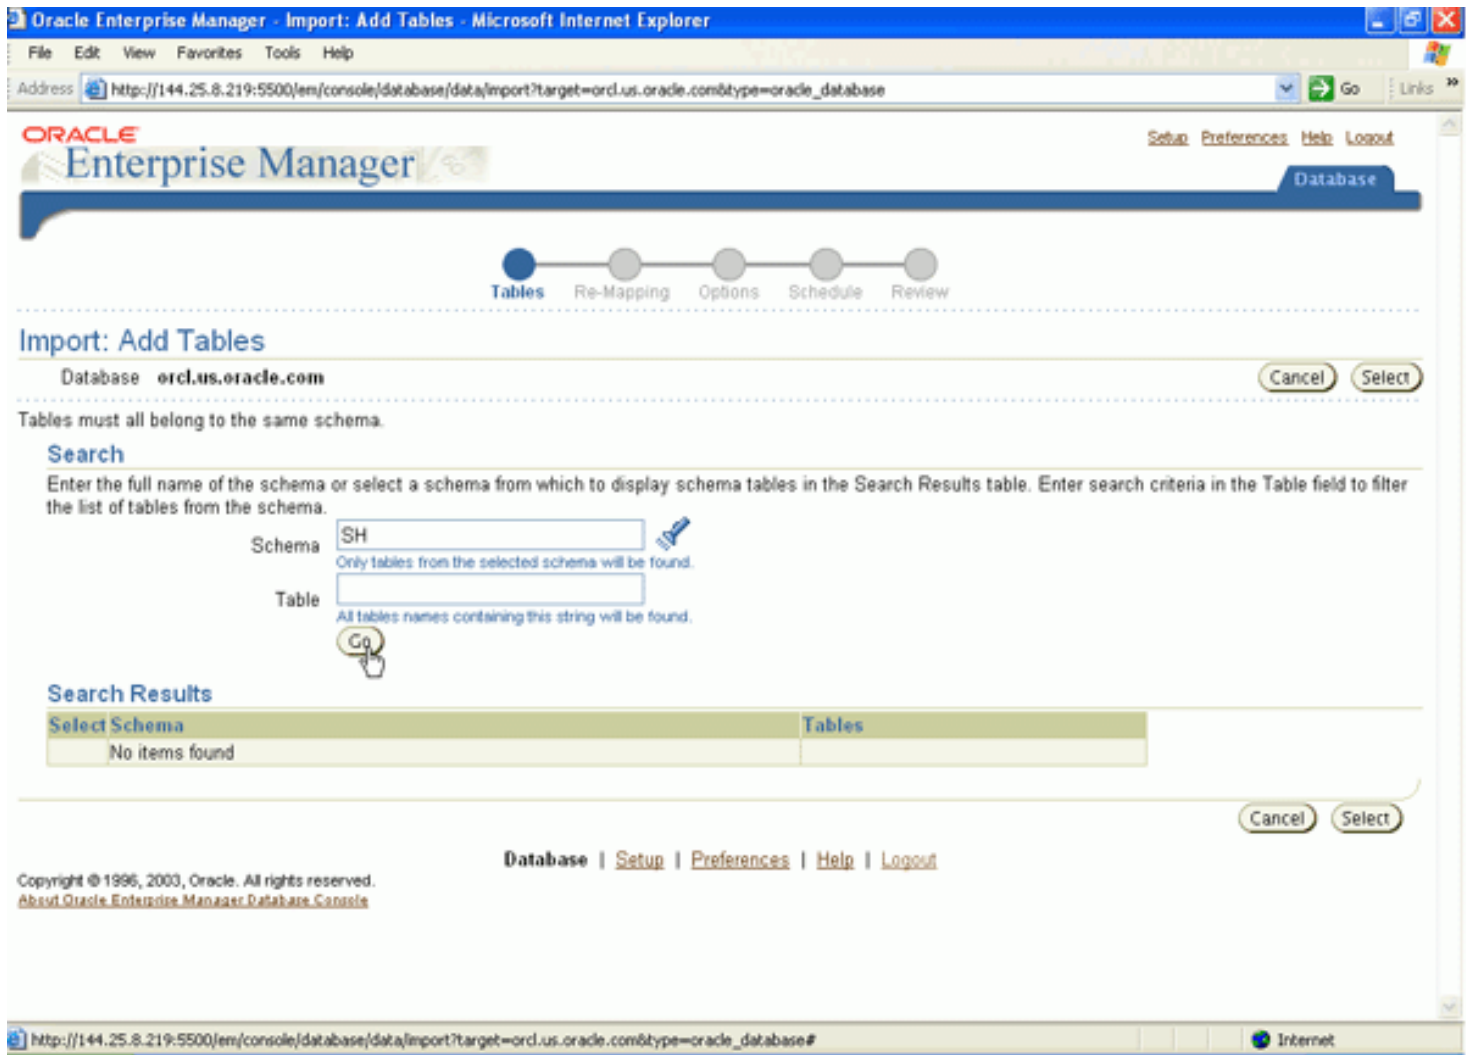 Oracle Enterprise Manager - Import: Add Tables - Microsoft Internet Explorer
File Edit View Favorites Tools Help
Address http://144.25.8.219:5500/em/console/database/data/import?target=orcl.us.oracle.com&type=oracle_database Go Links »
ORACLE
Enterprise Manager
Setup Preferences Help Logout
Database
Tables Re-Mapping Options Schedule Review
Import: Add Tables
Database orcl.us.oracle.com Cancel Select
Tables must all belong to the same schema.
Search
Enter the full name of the schema or select a schema from which to display schema tables in the Search Results table. Enter search criteria in the Table field to filter
the list of tables from the schema.
Schema SH
Only tables from the selected schema will be found.
Table
All tables names containing this string will be found.
Go
Search Results
Select Schema Tables
No items found
Cancel Select
Database | Setup | Preferences | Help | Logout
Copyright © 1996, 2003, Oracle. All rights reserved.
About Oracle Enterprise Manager Database Console
http://144.25.8.219:5500/em/console/database/data/import?target=orcl.us.oracle.com&type=oracle_database# Internet